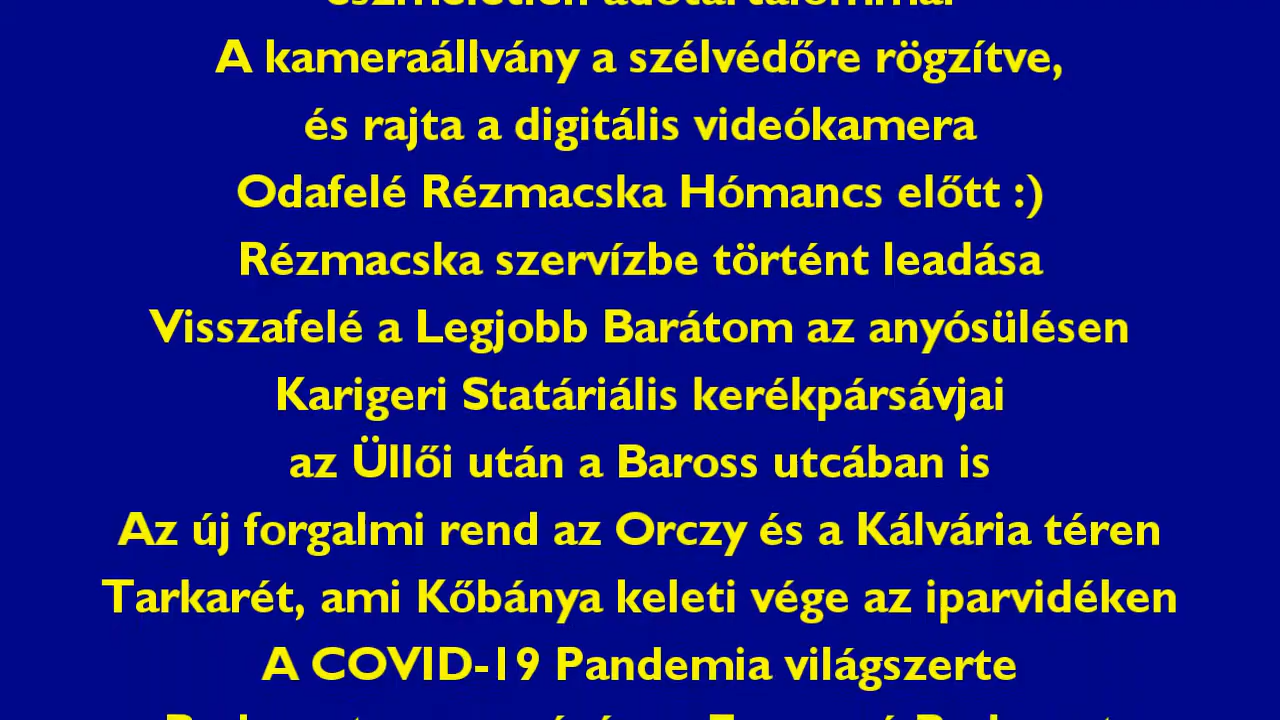 A kameraállvány a szélvédőre rögzítve,
és rajta a digitális videókamera
Odafelé Rézmacska Hómancs előtt :)
Rézmacska szervízbe történt leadása
Visszafelé a Legjobb Barátom az anyósülésen
Karigeri Statáriális kerékpársávjai
az Üllői után a Baross utcában is
Az új forgalmi rend az Orczy és a Kálvária téren
Tarkarét, ami Kőbánya keleti vége az iparvidéken
A COVID-19 Pandemia világszerte